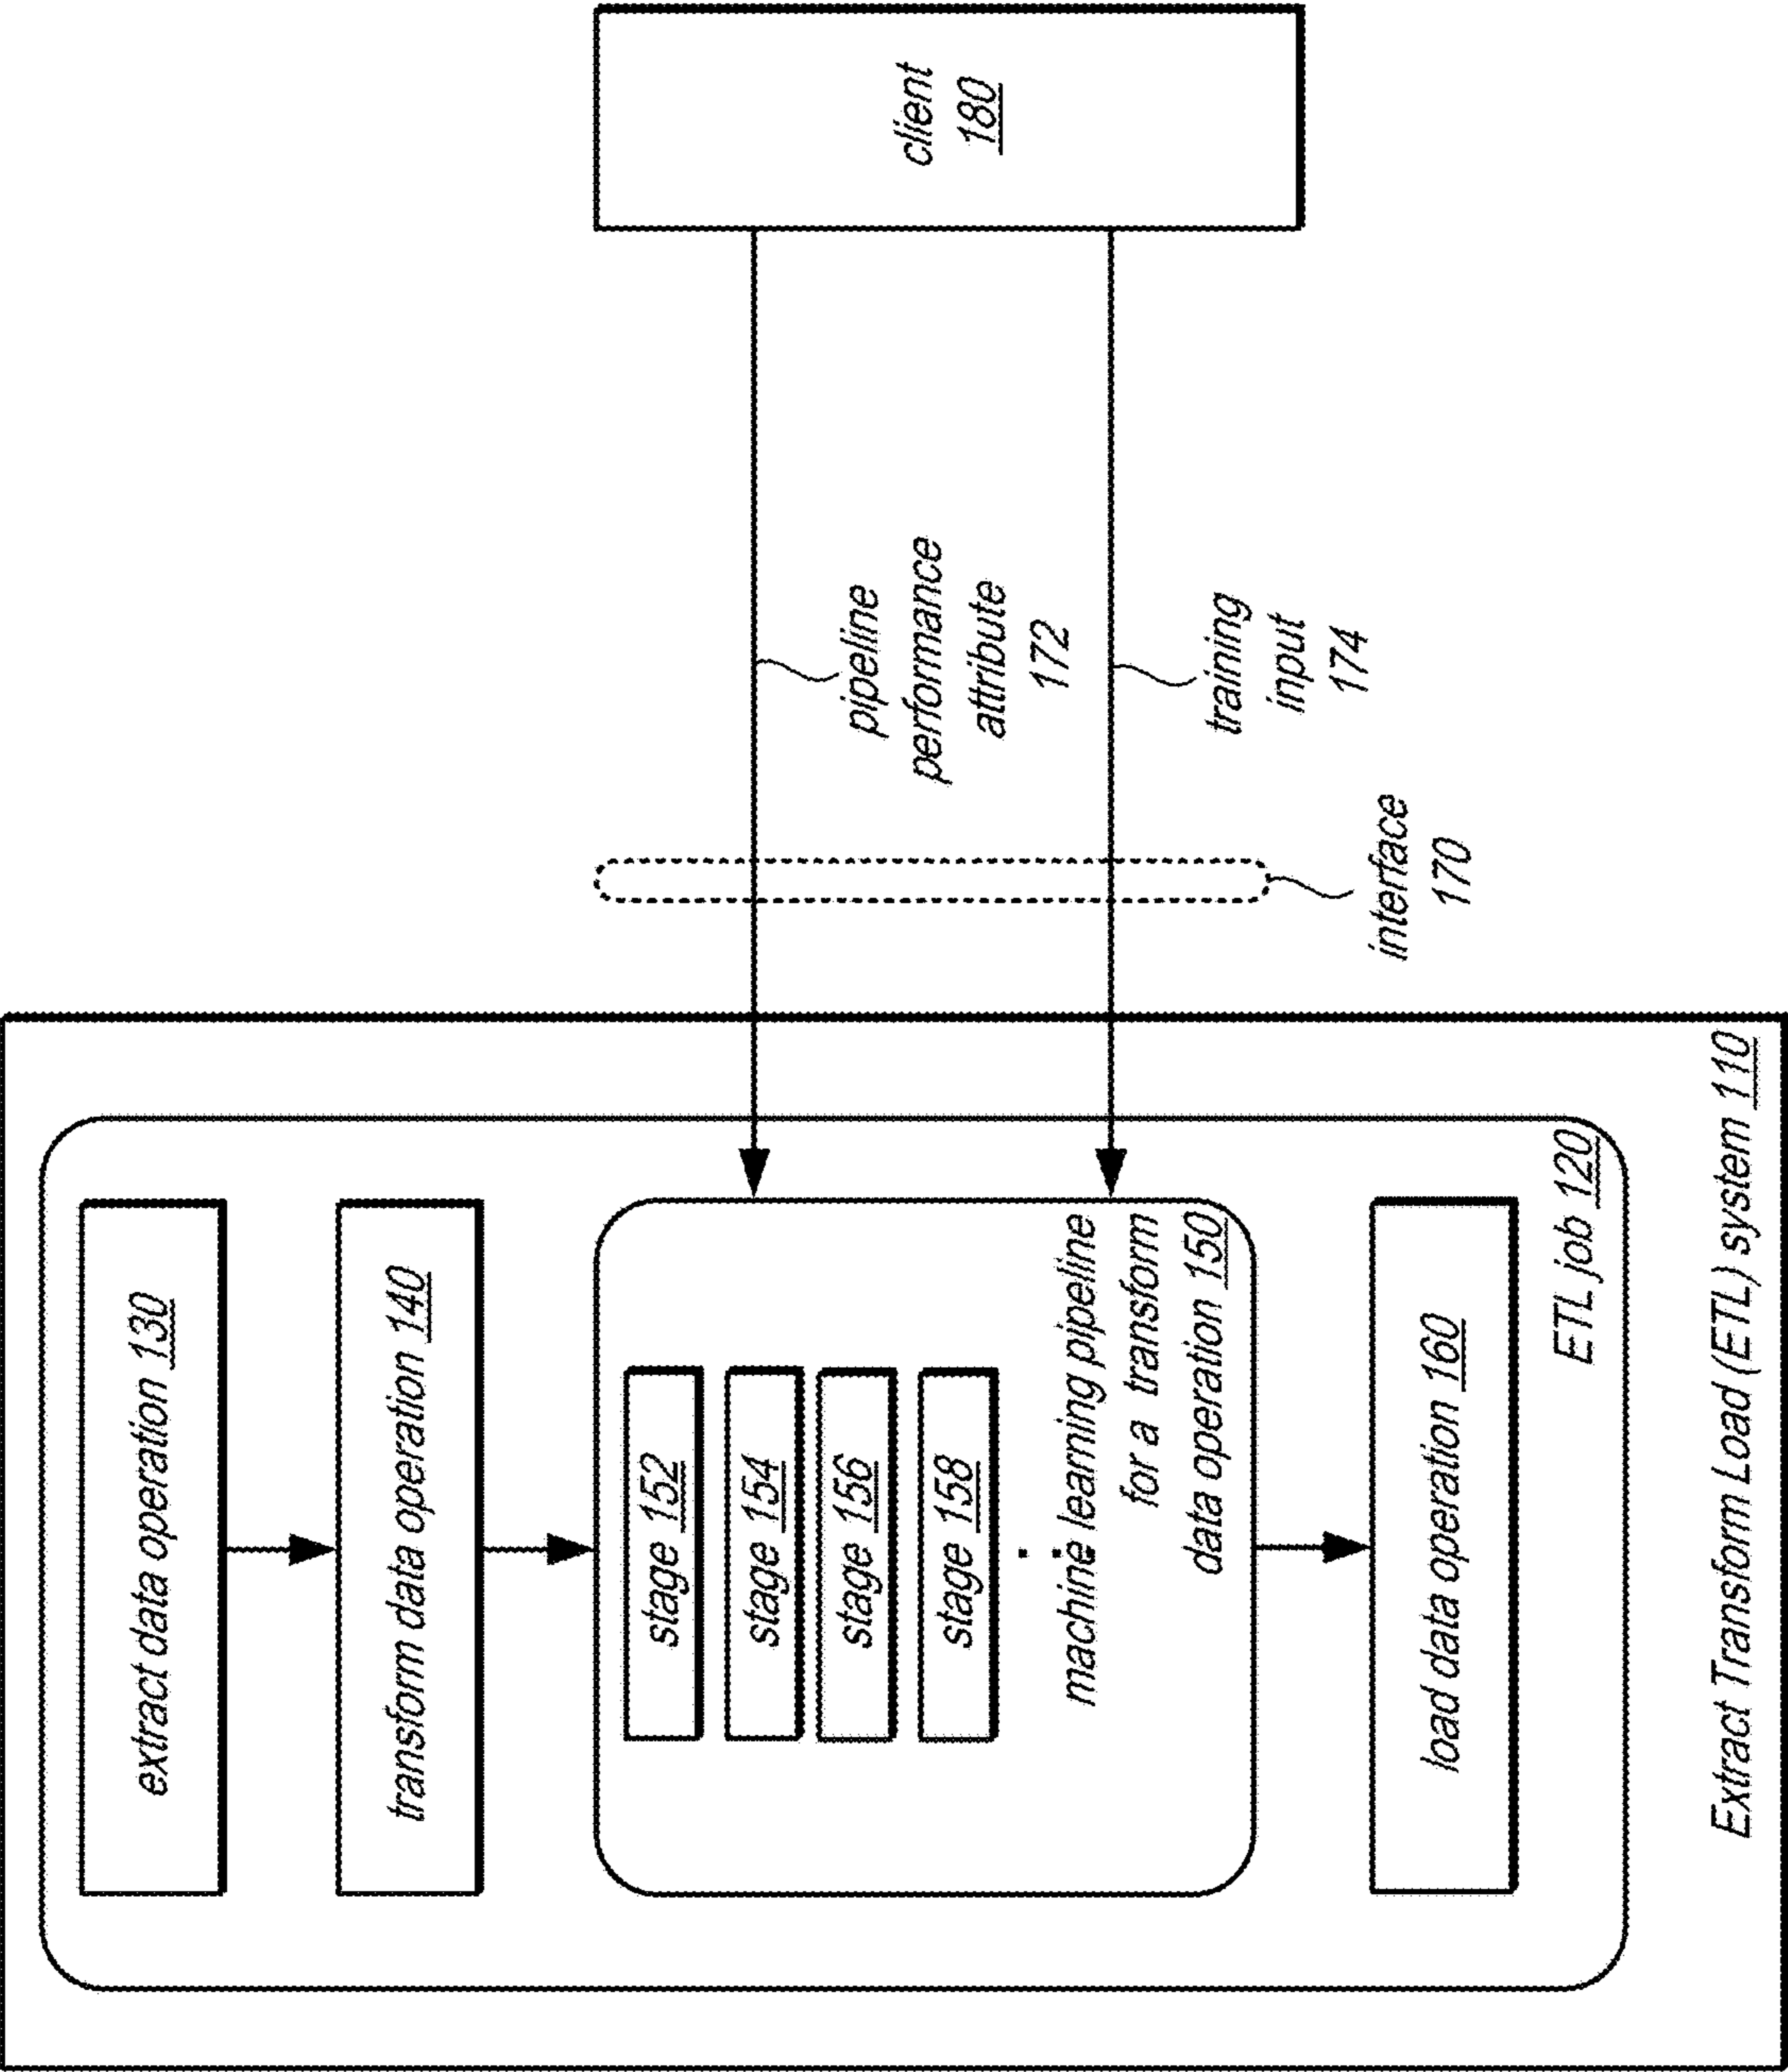 extract data operation 130
transform data operation 140
stage 152
stage 154
stage 156
stage 158
machine learning pipeline
for a transform
data operation 150
load data operation 160
ETL job 120
Extract Transform Load (ETL) system 110
pipeline
performance
attribute
172
training
input
174
interface
170
client
180